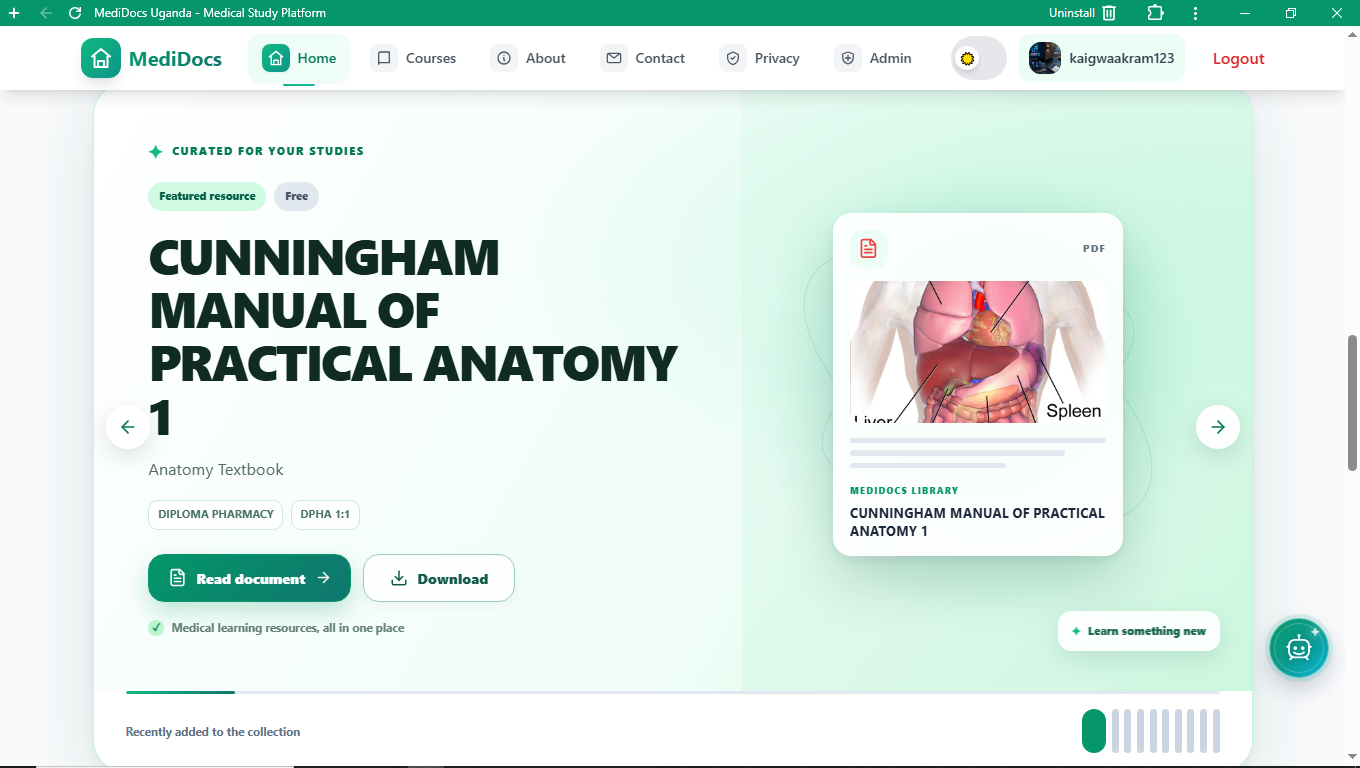 MediDocs Uganda - Medical Study Platform
Uninstall
MediDocs
Home
Courses
About
Contact
Privacy
Admin
kaigwaakram123
Logout
CURATED FOR YOUR STUDIES
Featured resource
Free
CUNNINGHAM
MANUAL OF
PRACTICAL ANATOMY
1
Anatomy Textbook
DIPLOMA PHARMACY
DPHA 1:1
Read document
Download
Medical learning resources, all in one place
PDF
Liver
Spleen
MEDIDOCS LIBRARY
CUNNINGHAM MANUAL OF PRACTICAL
ANATOMY 1
Learn something new
Recently added to the collection